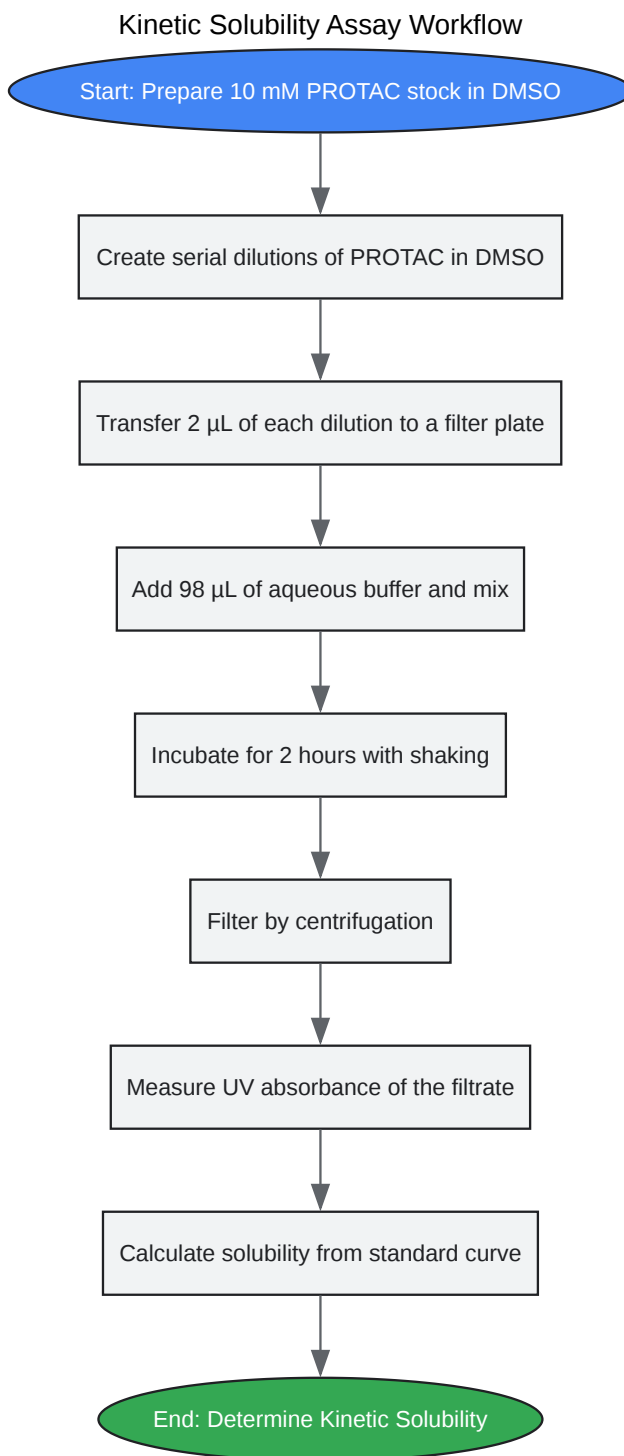 Kinetic Solubility Assay Workflow
Start: Prepare 10 mM PROTAC stock in DMSO
Create serial dilutions of PROTAC in DMSO
Transfer 2 µL of each dilution to a filter plate
Add 98 µL of aqueous buffer and mix
Incubate for 2 hours with shaking
Filter by centrifugation
Measure UV absorbance of the filtrate
Calculate solubility from standard curve
End: Determine Kinetic Solubility